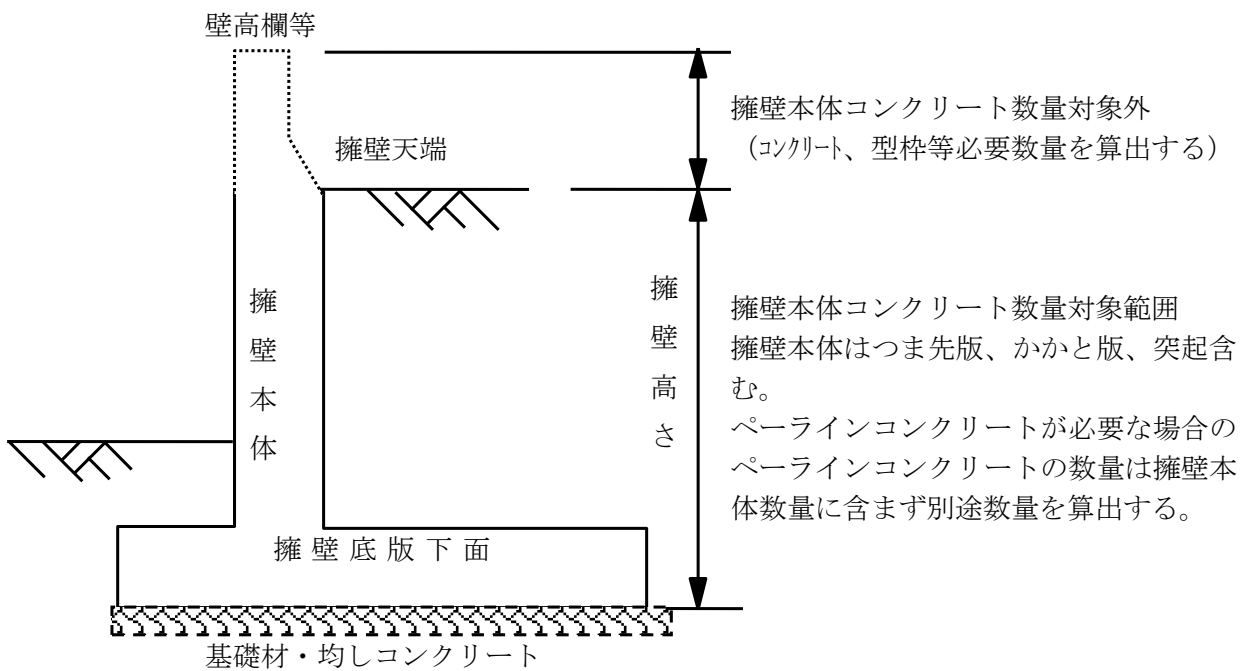 壁高欄等
擁壁本体コンクリート数量対象外
(コンクリート、型枠等必要数量を算出する)
擁壁天端
擁壁本体
擁壁高さ
擁壁本体コンクリート数量対象範囲
擁壁本体はつま先版、かかと版、突起含
む。
ペーラインコンクリートが必要な場合の
ペーラインコンクリートの数量は擁壁本
体数量に含まず別途数量を算出する。
擁壁底版下面
基礎材・均しコンクリート